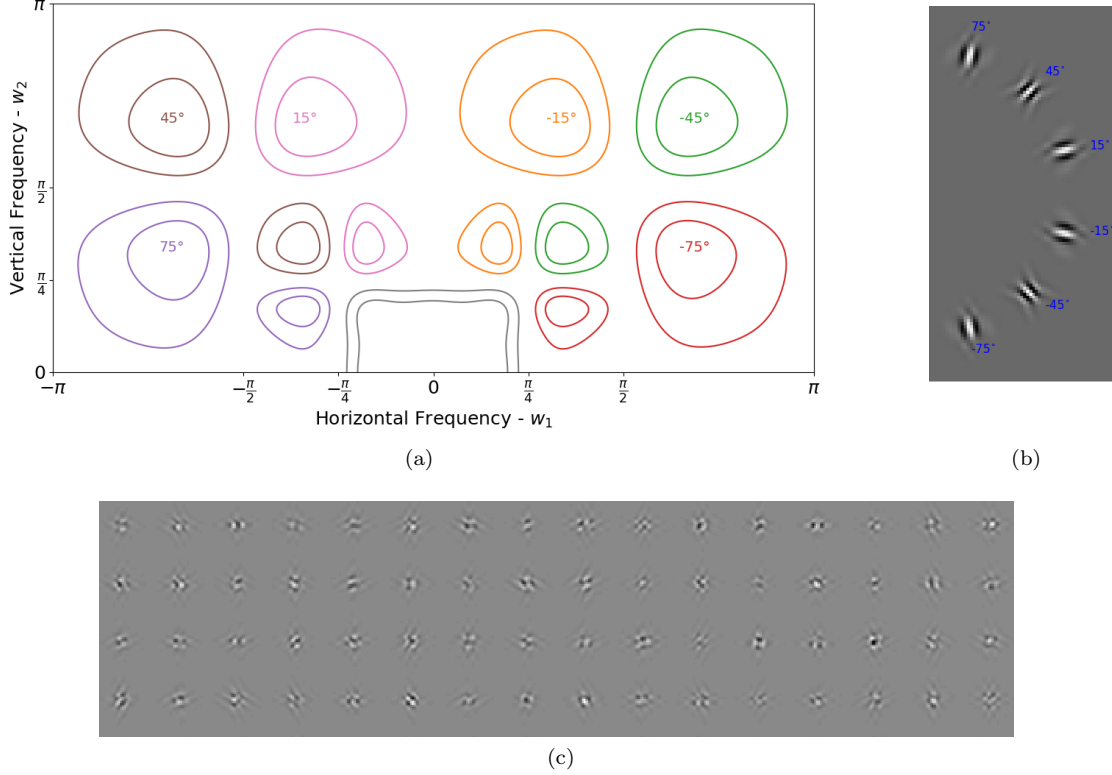 π
45°
15°
-15°
-45°
π/2
75°
-75°
π/4
0
Vertical Frequency - w₂
−π
−π/2
−π/4
0
π/4
π/2
π
Horizontal Frequency - w₁
(a)
75°
45°
15°
-15°
-45°
-75°
(b)
(c)